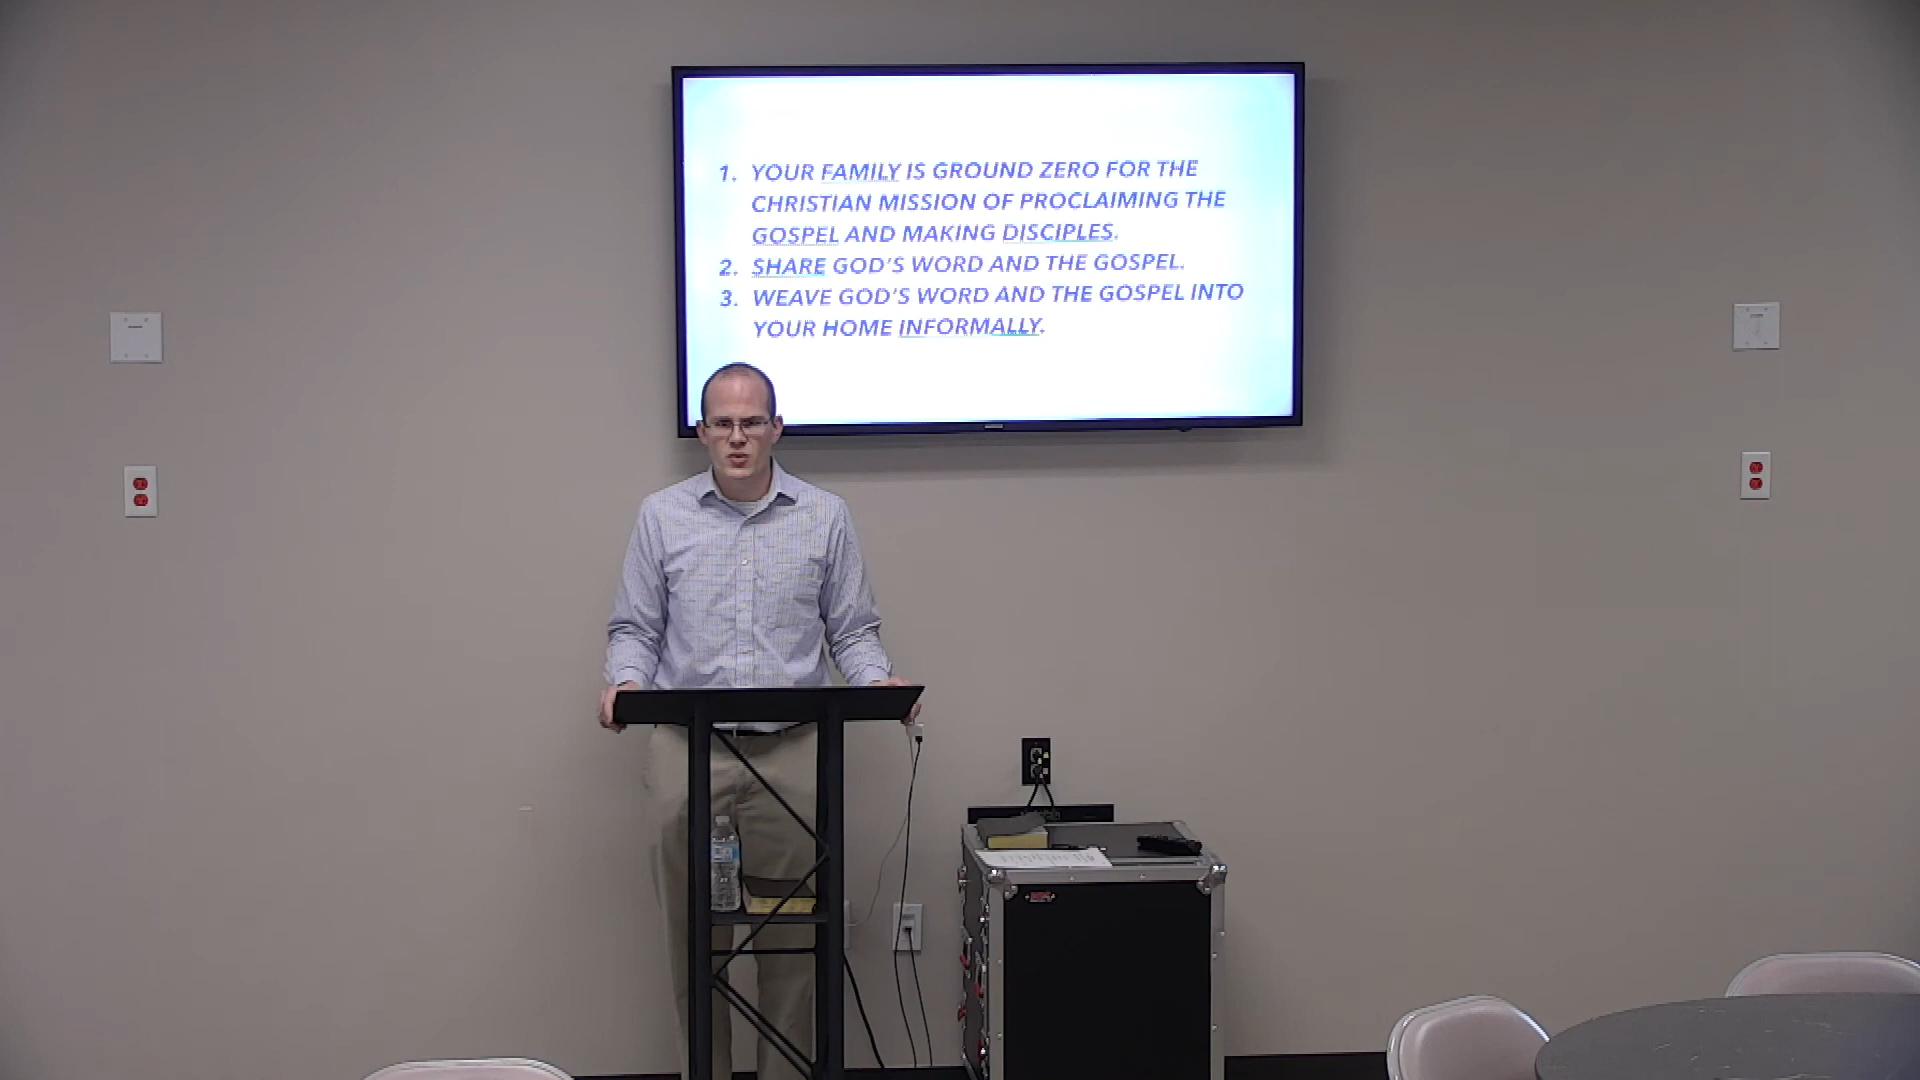 1. YOUR FAMILY IS GROUND ZERO FOR THE
CHRISTIAN MISSION OF PROCLAIMING THE
GOSPEL AND MAKING DISCIPLES.
2. SHARE GOD'S WORD AND THE GOSPEL.
3. WEAVE GOD'S WORD AND THE GOSPEL INTO
YOUR HOME INFORMALLY.